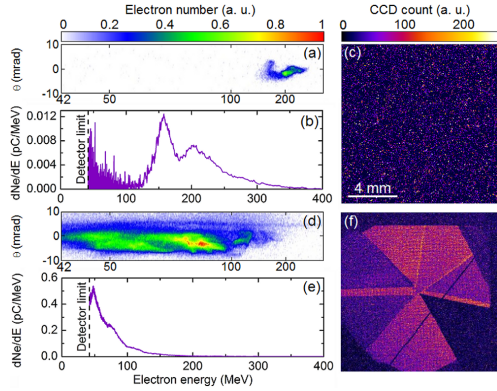 Electron number (a. u.) CCD count (a. u.)
0 0.2 0.4 0.6 0.8 1 0 100 200
(a) (c)
θ (mrad)
10
0
-10
42 50 100 200
(b)
dNe/dE (pC/MeV)
0.012
0.008
0.004
0.000
Detector limit
0 100 200 300 400
4 mm
(d) (f)
θ (mrad)
10
0
-10
42 50 100 200
(e)
dNe/dE (pC/MeV)
0.6
0.4
0.2
0.0
Detector limit
0 100 200 300 400
Electron energy (MeV)